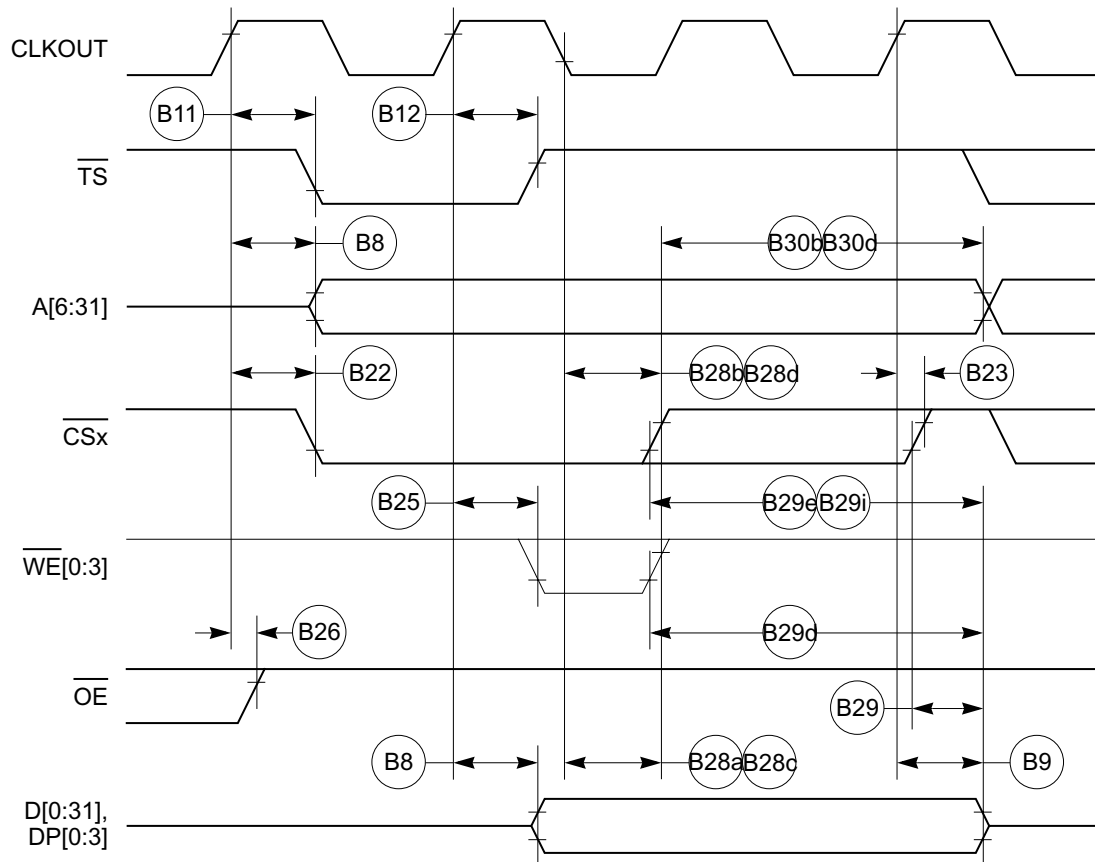 CLKOUT
B11
B12
TS
B8
B30b B30d
A[6:31]
B22
B28b B28d
B23
CSx
B25
B29e B29i
WE[0:3]
B26
B29d
OE
B29
B8
B28a B28c
B9
D[0:31],
DP[0:3]